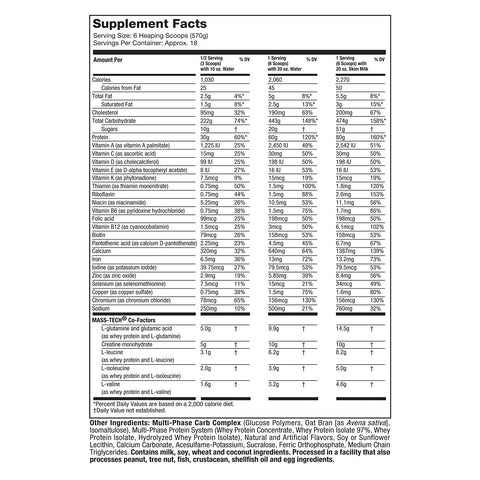 Supplement Facts
Serving Size: 6 Heaping Scoops (570g)
Servings Per Container: Approx. 18
Amount Per 1/2 Serving (3 Scoops) with 10 oz. Water % DV 1 Serving (6 Scoops) with 20 oz. Water % DV 1 Serving (6 Scoops) with 20 oz. Skim Milk % DV
Calories 1,030 2,060 2,270
Calories from Fat 25 45 50
Total Fat 2.5g 4%* 5g 8%* 5.5g 8%*
Saturated Fat 1.5g 8%* 2.5g 13%* 3g 15%*
Cholesterol 95mg 32% 190mg 63% 200mg 67%
Total Carbohydrate 222g 74%* 443g 148%* 474g 158%*
Sugars 10g † 20g † 51g †
Protein 30g 60%* 60g 120%* 80g 160%*
Vitamin A (as vitamin A palmitate) 1,225 IU 25% 2,450 IU 49% 2,542 IU 51%
Vitamin C (as ascorbic acid) 15mg 25% 30mg 50% 30mg 50%
Vitamin D (as cholecalciferol) 99 IU 25% 198 IU 50% 198 IU 50%
Vitamin E (as D-alpha tocopheryl acetate) 8 IU 27% 16 IU 53% 16 IU 53%
Vitamin K (as phytonadione) 7.5mcg 9% 15mcg 19% 15mcg 19%
Thiamin (as thiamin mononitrate) 0.75mg 50% 1.5mg 100% 1.8mg 120%
Riboflavin 0.75mg 44% 1.5mg 88% 2.6mg 153%
Niacin (as niacinamide) 5.25mg 26% 10.5mg 53% 11.1mg 56%
Vitamin B6 (as pyridoxine hydrochloride) 0.75mg 38% 1.5mg 75% 1.7mg 85%
Folic acid 99mcg 25% 198mcg 50% 198mcg 50%
Vitamin B12 (as cyanocobalamin) 1.5mcg 25% 3mcg 50% 6.1mcg 102%
Biotin 79mcg 26% 158mcg 53% 158mcg 53%
Pantothenic acid (as calcium D-pantothenate) 2.25mg 23% 4.5mg 45% 6.7mg 67%
Calcium 320mg 32% 640mg 64% 1387mg 139%
Iron 6.5mg 36% 13mg 72% 13.2mg 73%
Iodine (as potassium iodide) 39.75mcg 27% 79.5mcg 53% 79.5mcg 53%
Zinc (as zinc oxide) 2.9mg 19% 5.85mg 39% 8.4mg 56%
Selenium (as selenomethionine) 7.5mcg 11% 15mcg 21% 34mcg 49%
Copper (as copper sulfate) 0.75mg 38% 1.5mg 75% 1.6mg 80%
Chromium (as chromium chloride) 78mcg 65% 156mcg 130% 156mcg 130%
Sodium 250mg 10% 500mg 21% 760mg 32%
MASS-TECH® Co-Factors
L-glutamine and glutamic acid 5.0g † 9.9g † 14.5g †
(as whey protein and L-glutamine)
Creatine monohydrate 5g † 10g † 10g †
L-leucine 3.1g † 6.2g † 8.2g †
(as whey protein and L-leucine)
L-isoleucine 2.0g † 3.9g † 5.0g †
(as whey protein and L-isoleucine)
L-valine 1.6g † 3.2g † 4.6g †
(as whey protein and L-valine)
*Percent Daily Values are based on a 2,000 calorie diet.
†Daily Value not established.
Other Ingredients: Multi-Phase Carb Complex (Glucose Polymers, Oat Bran [as Avena sativa],
Isomaltulose), Multi-Phase Protein System (Whey Protein Concentrate, Whey Protein Isolate 97%, Whey
Protein Isolate, Hydrolyzed Whey Protein Isolate), Natural and Artificial Flavors, Soy or Sunflower
Lecithin, Calcium Carbonate, Acesulfame-Potassium, Sucralose, Ferric Orthophosphate, Medium Chain
Triglycerides. Contains milk, soy, wheat and coconut ingredients. Processed in a facility that also
processes peanut, tree nut, fish, crustacean, shellfish oil and egg ingredients.